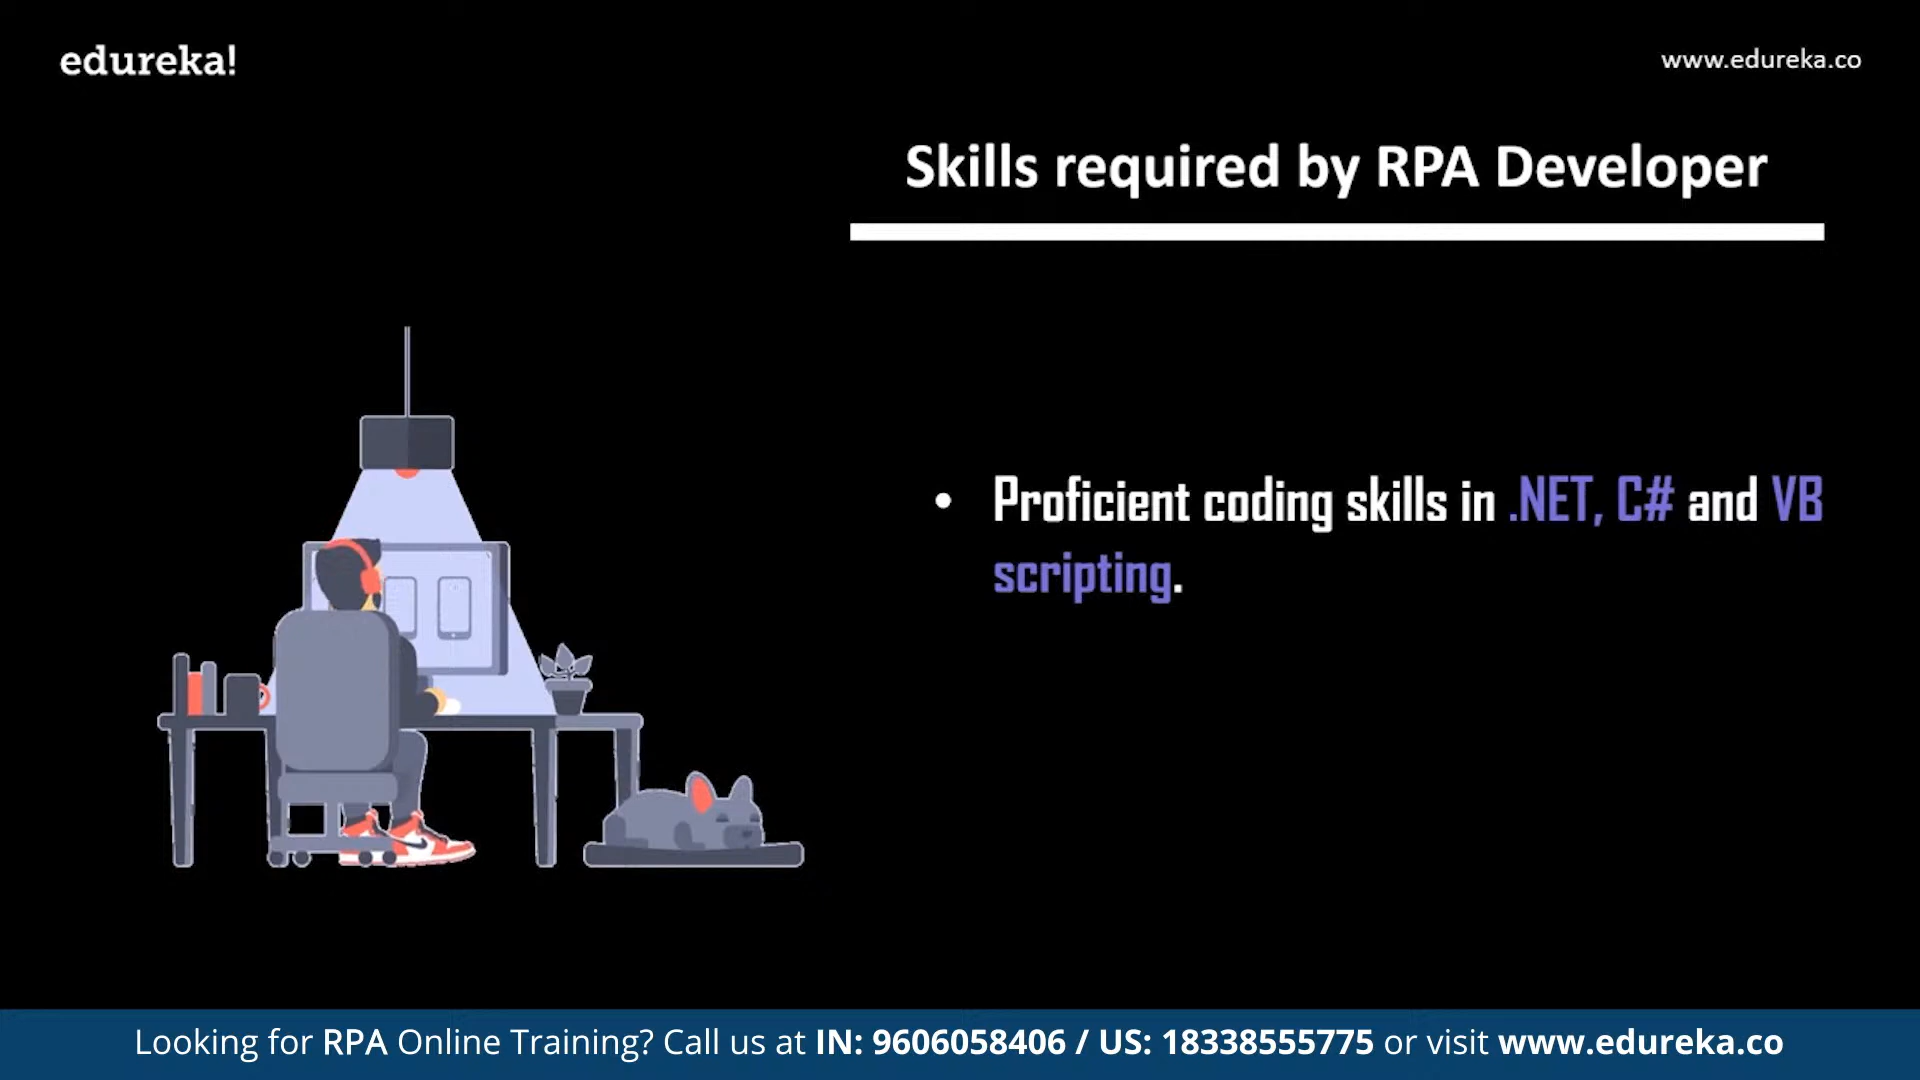 edureka!
www.edureka.co
Skills required by RPA Developer
• Proficient coding skills in .NET, C# and VB
scripting.
Looking for RPA Online Training? Call us at IN: 9606058406 / US: 18338555775 or visit www.edureka.co